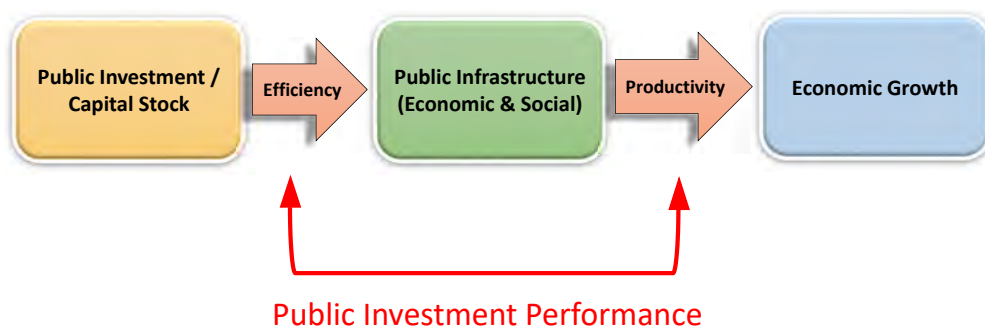 Public Investment /
Capital Stock
Efficiency
Public Infrastructure
(Economic & Social)
Productivity
Economic Growth
Public Investment Performance